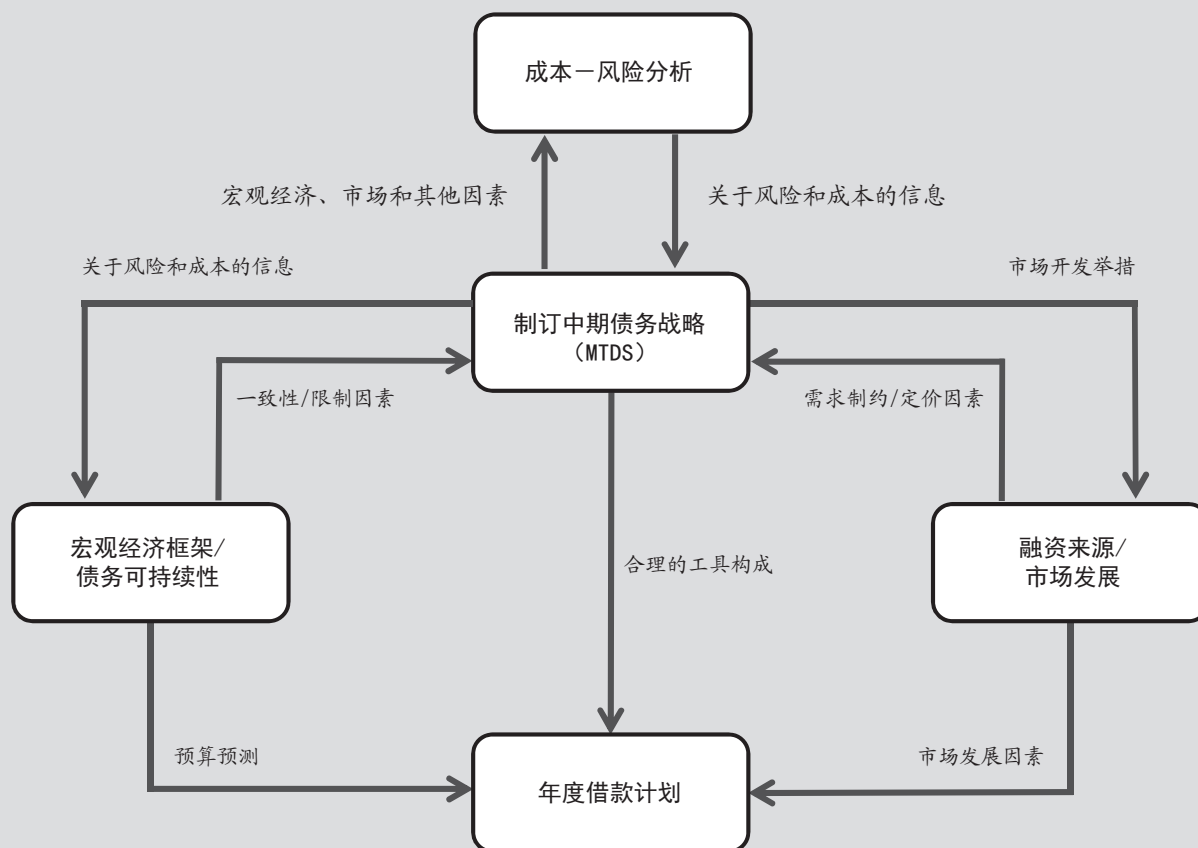 成本－风险分析
宏观经济、市场和其他因素
关于风险和成本的信息
关于风险和成本的信息
市场开发举措
制订中期债务战略
（MTDS）
一致性/限制因素
需求制约/定价因素
宏观经济框架/
债务可持续性
合理的工具构成
融资来源/
市场发展
预算预测
市场发展因素
年度借款计划